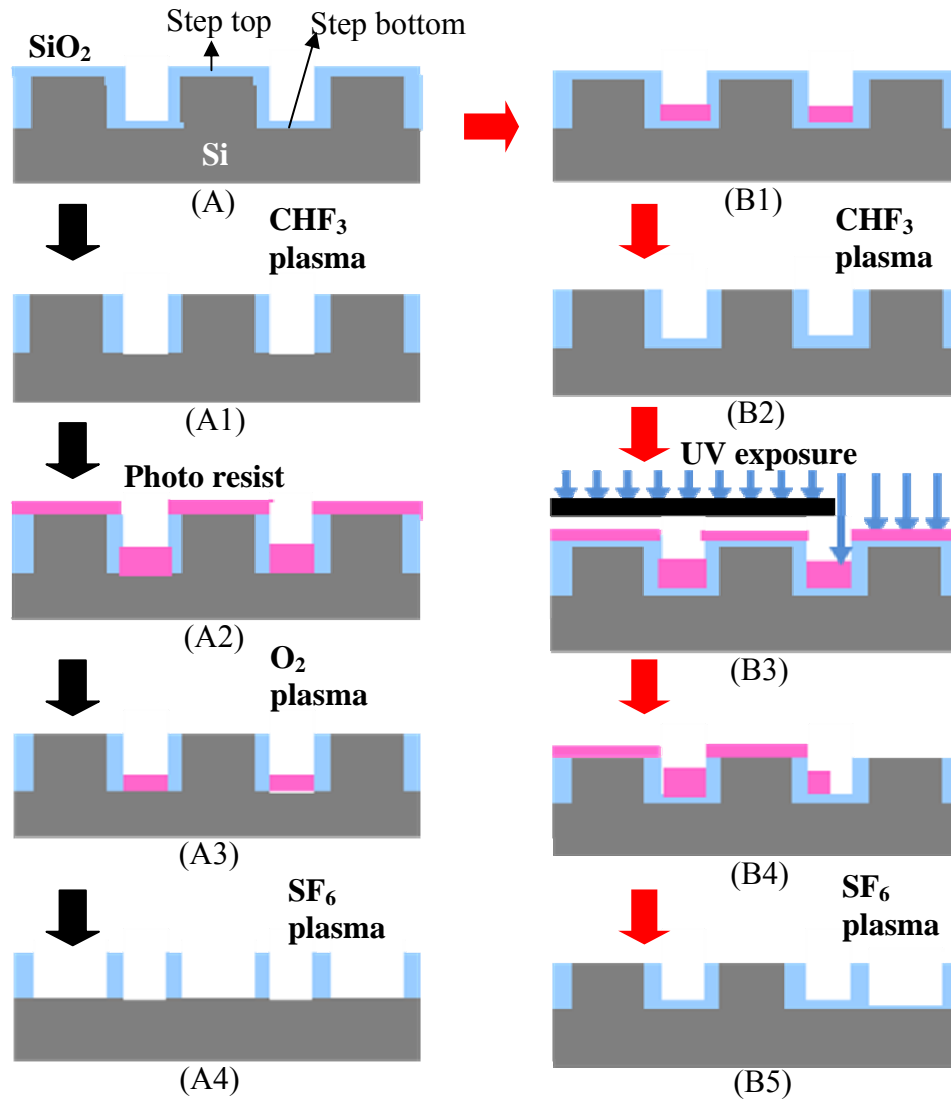 Step top
Step bottom
SiO₂
Si
(A)
(B1)
CHF₃
plasma
CHF₃
plasma
(A1)
(B2)
Photo resist
UV exposure
(A2)
(B3)
O₂
plasma
(A3)
(B4)
SF₆
plasma
SF₆
plasma
(A4)
(B5)